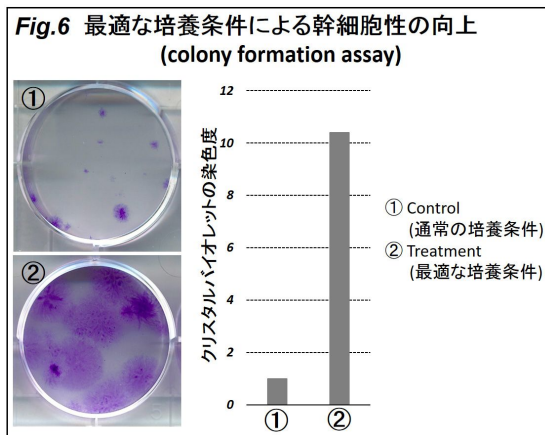 Fig.6 最適な培養条件による幹細胞性の向上
(colony formation assay)
①
②
クリスタルバイオレットの染色度
12
10
8
6
4
2
0
①
②
① Control
(通常の培養条件)
② Treatment
(最適な培養条件)